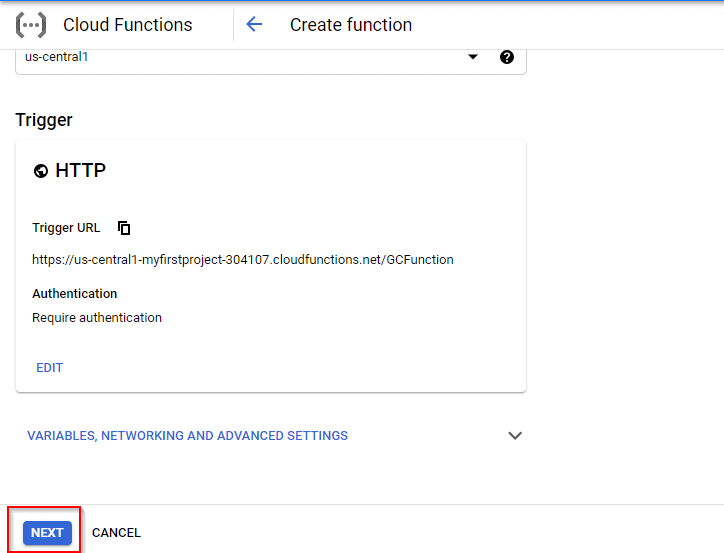 Cloud Functions
Create function
us-central1
Trigger
HTTP
Trigger URL
https://us-central1-myfirstproject-304107.cloudfunctions.net/GCFunction
Authentication
Require authentication
EDIT
VARIABLES, NETWORKING AND ADVANCED SETTINGS
NEXT CANCEL